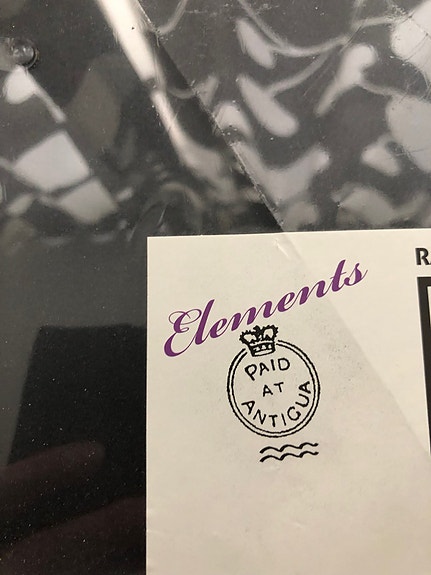 Elements
PAID
AT
ANTIGUA